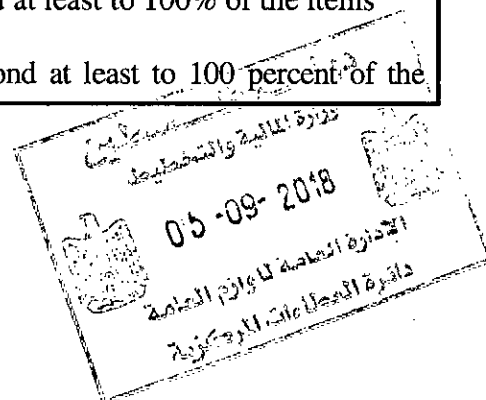 d at least to 100% of the items
ond at least to 100 percent of the
وزارة المالية والتخطيط
05-09-2018
الادارة العامة للوازم العامة
دائرة العطاءات المركزية